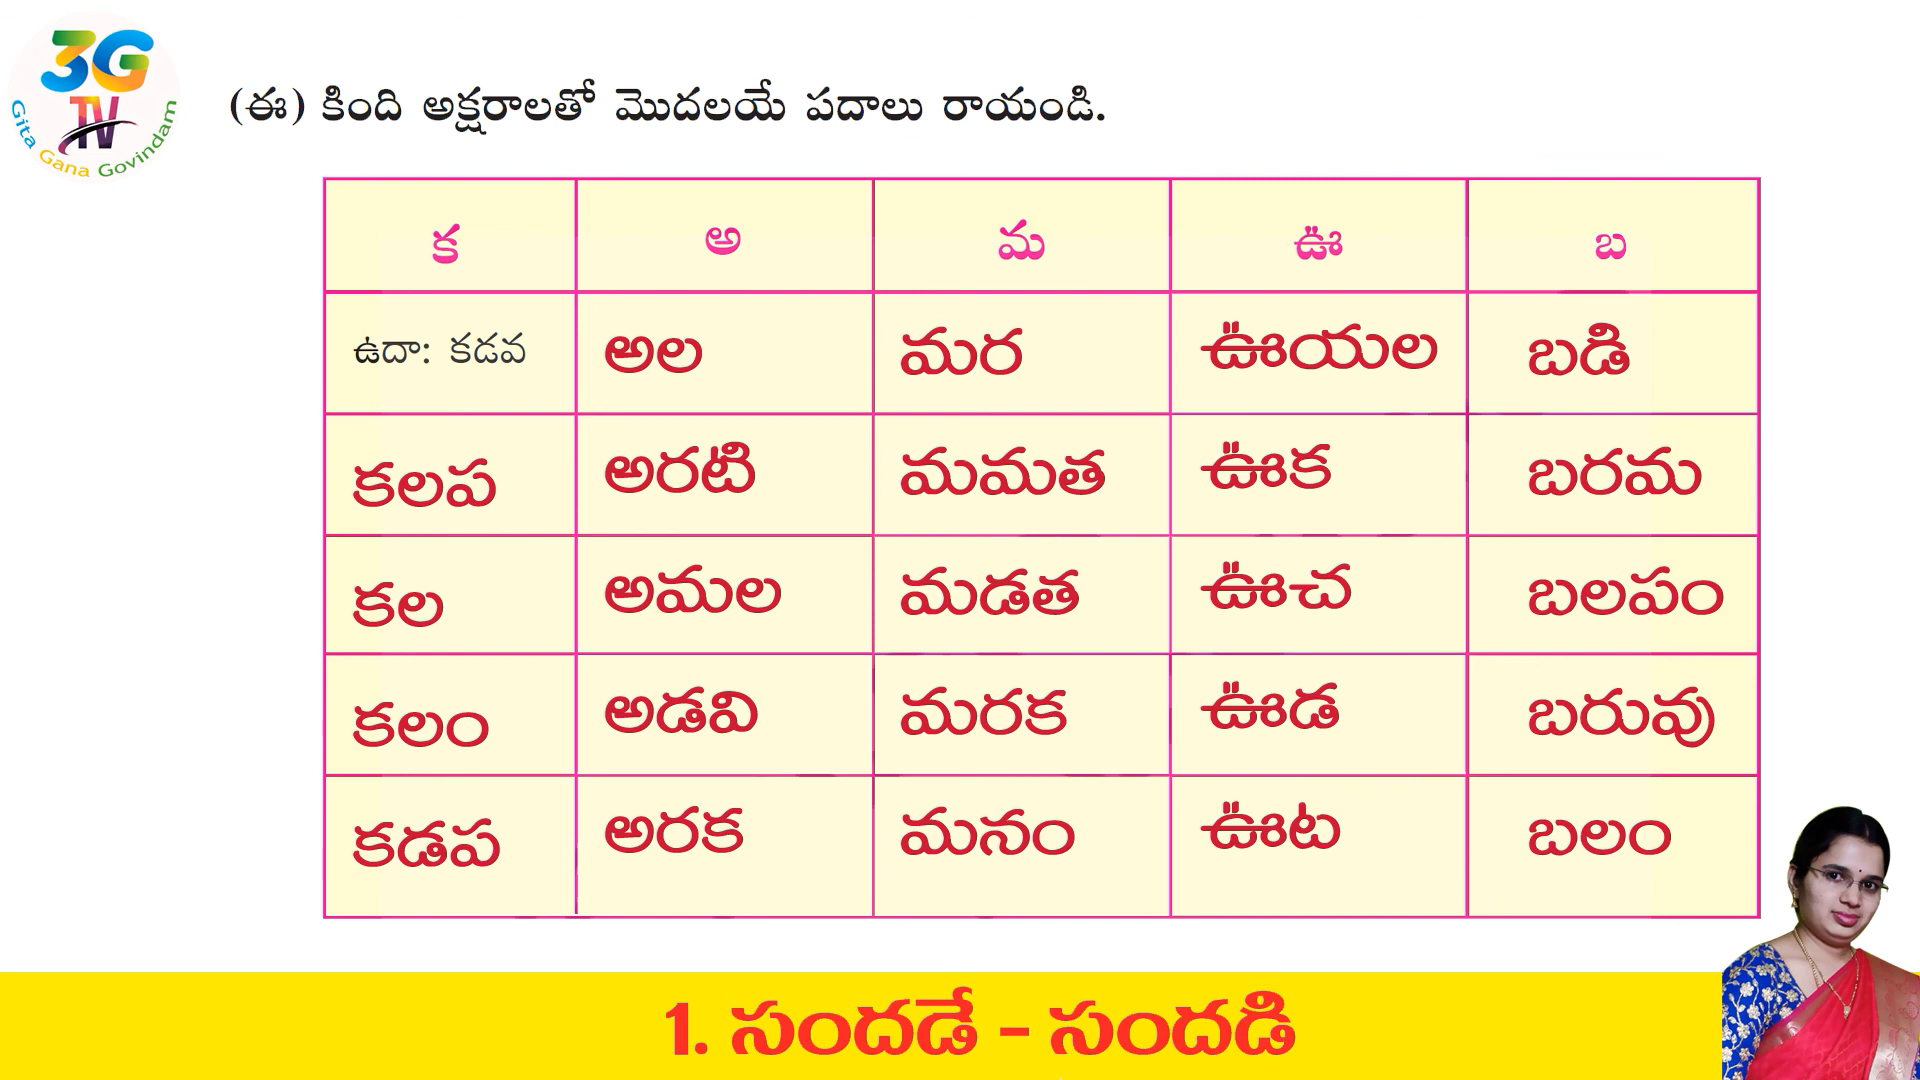 3G
TV
Gita Gana Govindam
(ఈ) కింది అక్షరాలతో మొదలయే పదాలు రాయండి.
క అ మ ఊ బ
ఉదా: కడవ అల మర ఊయల బడి
కలప అరటి మమత ఊక బరమ
కల అమల మడత ఊచ బలపం
కలం అడవి మరక ఊడ బరువు
కడప అరక మనం ఊట బలం
1. సందడే - సందడి